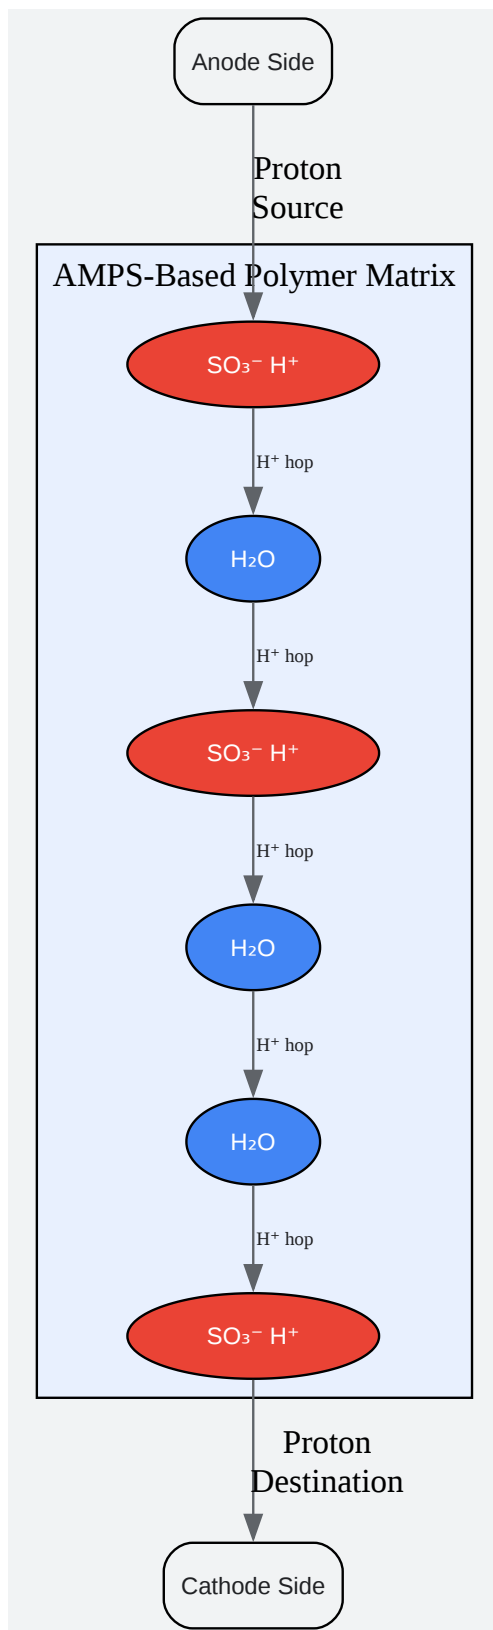 Anode Side
Proton
Source
AMPS-Based Polymer Matrix
SO₃⁻ H⁺
H⁺ hop
H₂O
H⁺ hop
SO₃⁻ H⁺
H⁺ hop
H₂O
H⁺ hop
H₂O
H⁺ hop
SO₃⁻ H⁺
Proton
Destination
Cathode Side